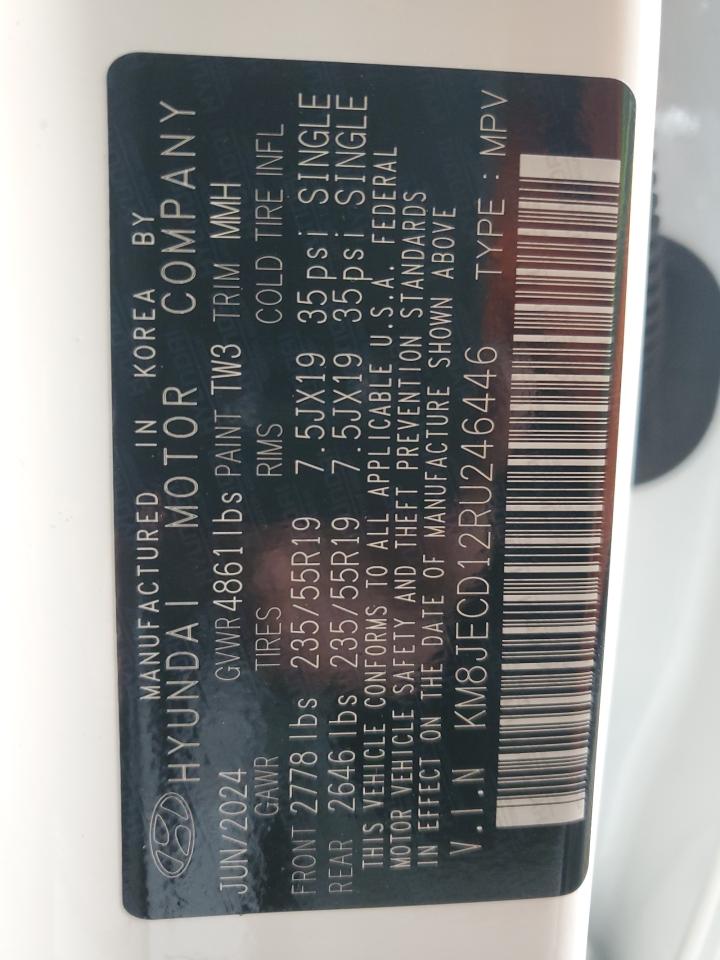 MANUFACTURED IN KOREA BY
HYUNDAI MOTOR COMPANY
JUN/2024 GVWR 4861 lbs PAINT TW3 TRIM MMH
GAWR TIRES RIMS COLD TIRE INFL
FRONT 2778 lbs 235/55R19 7.5JX19 35psi SINGLE
REAR 2646 lbs 235/55R19 7.5JX19 35psi SINGLE
THIS VEHICLE CONFORMS TO ALL APPLICABLE U.S.A. FEDERAL
MOTOR VEHICLE SAFETY AND THEFT PREVENTION STANDARDS
IN EFFECT ON THE DATE OF MANUFACTURE SHOWN ABOVE
V.I.N KM8JECD12RU246446 TYPE : MPV